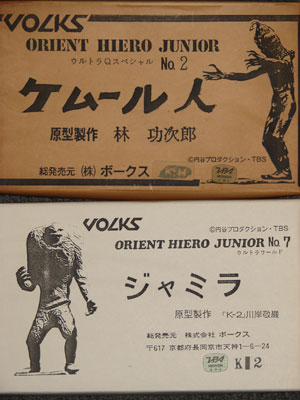 VOLKS
ORIENT HIERO JUNIOR
ウルトラQスペシャル No.2
ケムール人
原型製作 林 功次郎
©円谷プロダクション・TBS
総発売元 (株) ボークス
VOLKS
©円谷プロダクション・TBS
ORIENT HIERO JUNIOR No.7
ウルトラワールド
ジャミラ
原型製作 「K-2」川岸敬厳
総発売元 株式会社 ボークス
〒617 京都府長岡京市天神1-6-24
K 12